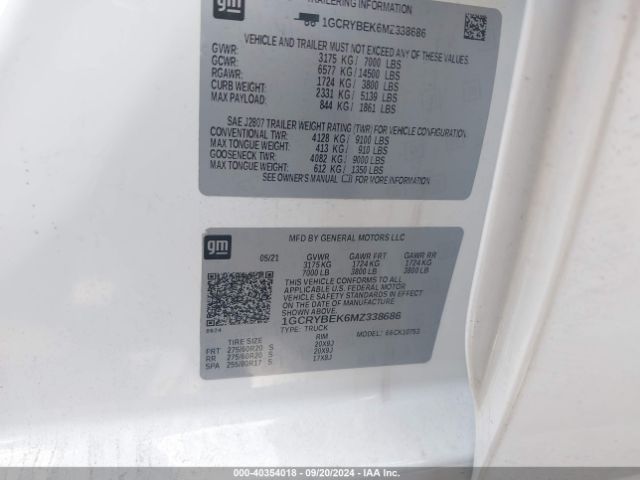 gm
TRAILERING INFORMATION
1GCRYBEK6MZ338686
VEHICLE AND TRAILER MUST NOT EXCEED ANY OF THESE VALUES.
GVWR: 3175 KG / 7000 LBS
GCWR: 6577 KG / 14500 LBS
RGAWR: 1724 KG / 3800 LBS
CURB WEIGHT: 2331 KG / 5139 LBS
MAX PAYLOAD: 844 KG / 1861 LBS
SAE J2807 TRAILER WEIGHT RATING (TWR) FOR VEHICLE CONFIGURATION
CONVENTIONAL TWR: 4128 KG / 9100 LBS
MAX TONGUE WEIGHT: 413 KG / 910 LBS
GOOSENECK TWR: 4082 KG / 9000 LBS
MAX TONGUE WEIGHT: 612 KG / 1350 LBS
SEE OWNER'S MANUAL FOR MORE INFORMATION.
gm
MFD BY GENERAL MOTORS LLC
05/21 GVWR GAWR FRT GAWR RR
3175 KG 1724 KG 1724 KG
7000 LB 3800 LB 3800 LB
THIS VEHICLE CONFORMS TO ALL
APPLICABLE U.S. FEDERAL MOTOR
VEHICLE SAFETY STANDARDS IN
EFFECT ON THE DATE OF MANUFACTURE
SHOWN ABOVE.
1GCRYBEK6MZ338686
TYPE: TRUCK
66CK10753
TIRE SIZE RIM
FRT 275/60R20 S 20X9J
RR 275/60R20 S 20X9J
SPA 255/80R17 S 17X8J
000-40354018 - 09/20/2024 - IAA Inc.